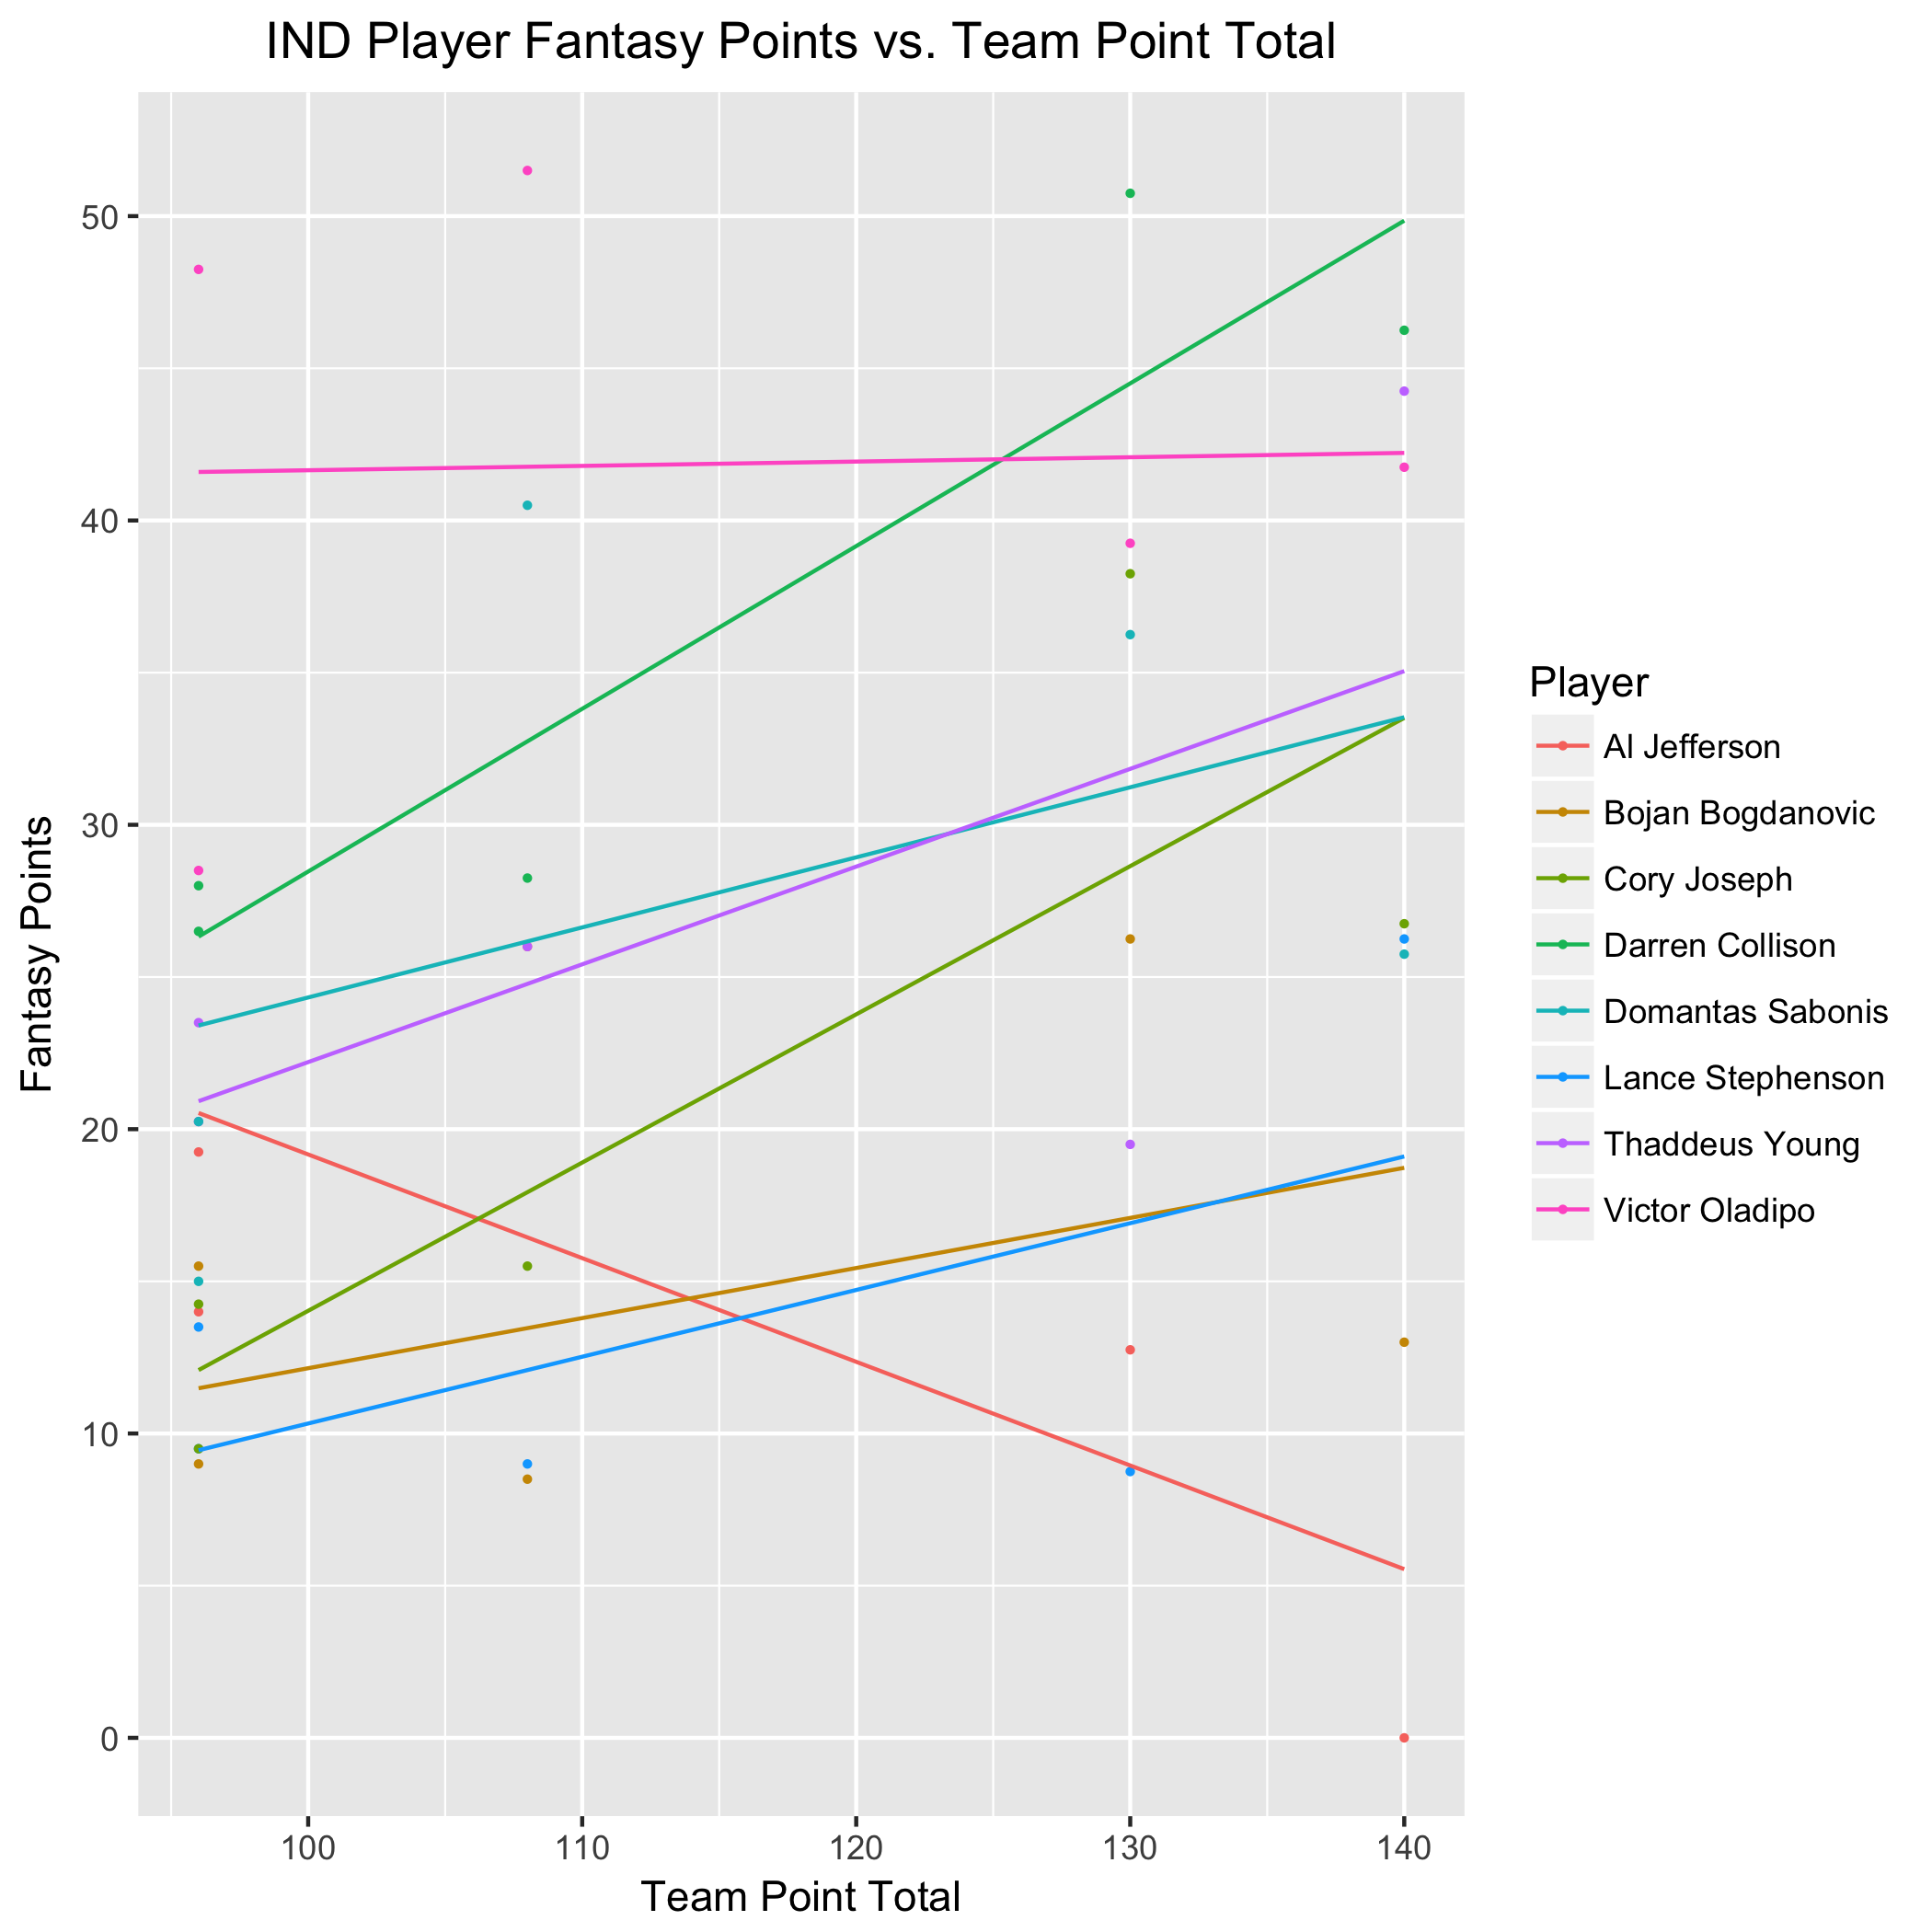 IND Player Fantasy Points vs. Team Point Total
50
40
30
20
10
0
Fantasy Points
100
110
120
130
140
Team Point Total
Player
Al Jefferson
Bojan Bogdanovic
Cory Joseph
Darren Collison
Domantas Sabonis
Lance Stephenson
Thaddeus Young
Victor Oladipo